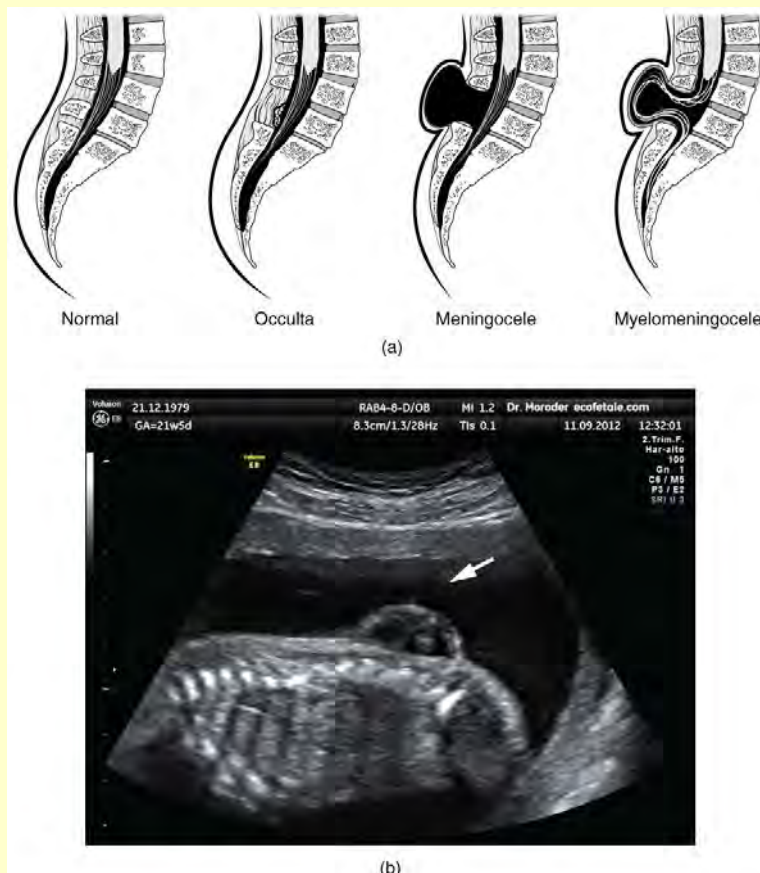 Normal Occulta Meningocele Myelomeningocele
(a)
Voluson 21.12.1979 RAB4-8-D/OB MI 1.2 Dr. Moroder ecofetale.com
GA=21w5d 8.3cm/1.3/28Hz TIs 0.1 11.09.2012 12:32:01
2.Trim.F.
Har-alto
100
Gn 1
C6 / M5
P3 / E2
(b)